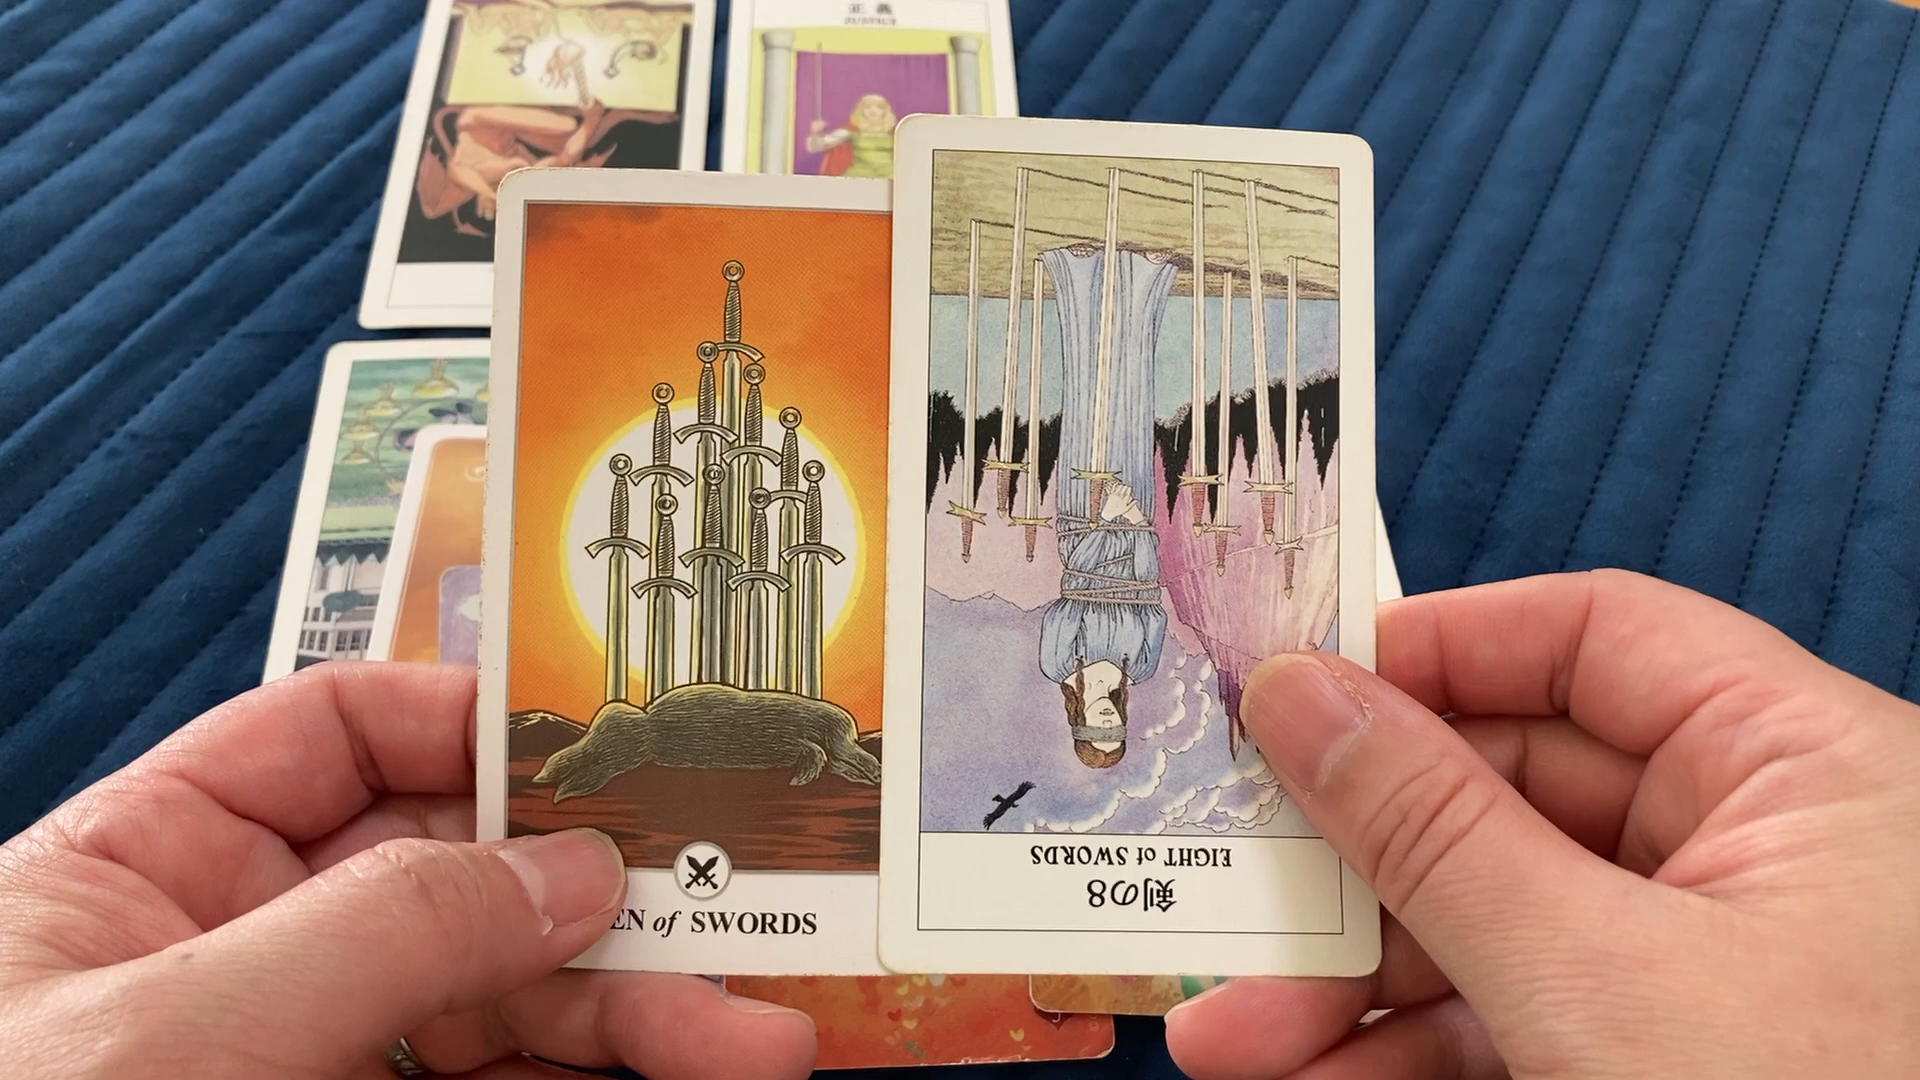 正義
JUSTICE
EN of SWORDS
EIGHT of SWORDS
剣の8